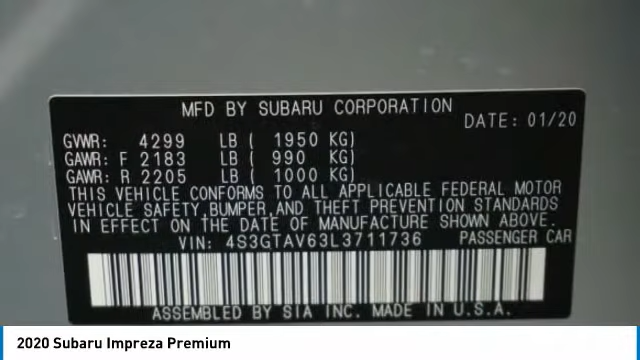 MFD BY SUBARU CORPORATION
DATE: 01/20
GVWR: 4299 LB ( 1950 KG)
GAWR: F 2183 LB ( 990 KG)
GAWR: R 2205 LB ( 1000 KG)
THIS VEHICLE CONFORMS TO ALL APPLICABLE FEDERAL MOTOR
VEHICLE SAFETY,BUMPER,AND THEFT PREVENTION STANDARDS
IN EFFECT ON THE DATE OF MANUFACTURE SHOWN ABOVE.
VIN: 4S3GTAV63L3711736 PASSENGER CAR
ASSEMBLED BY SIA INC. MADE IN U.S.A.
2020 Subaru Impreza Premium